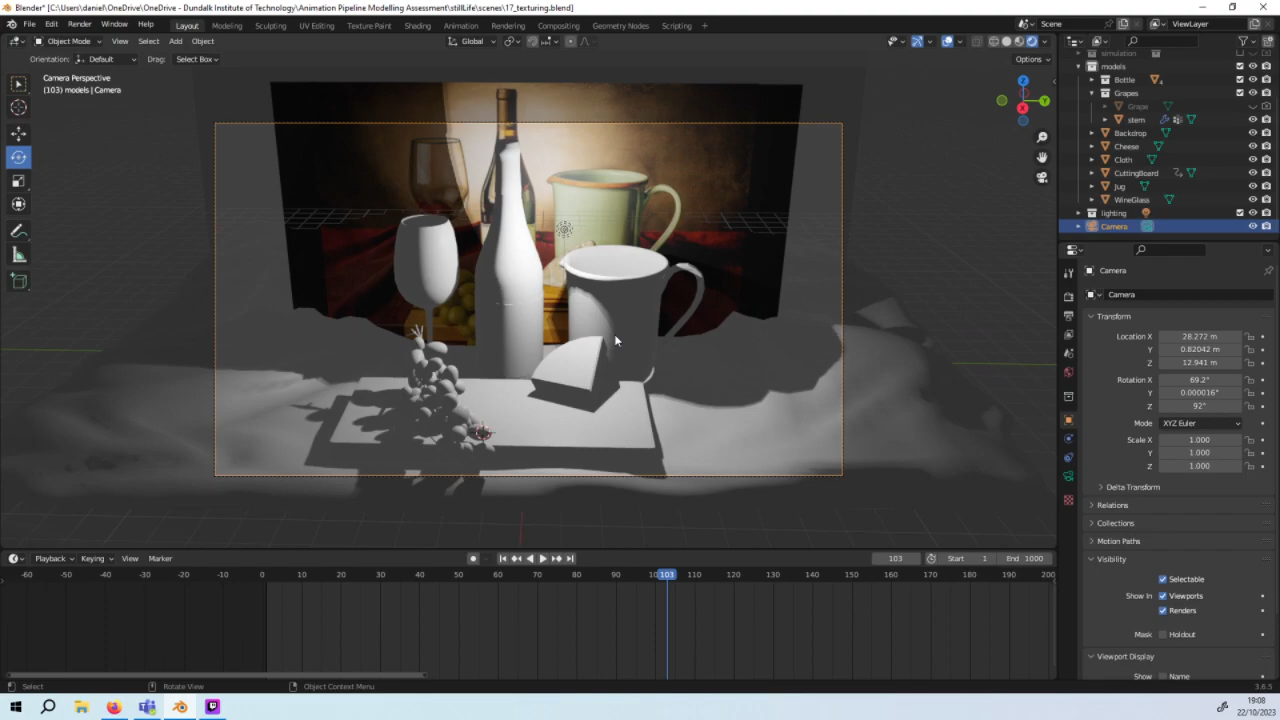 Blender* [C:\Users\daniel\OneDrive\OneDrive - Dundalk Institute of Technology\Animation Pipeline Modelling Assessment\stillLife\scenes\17_texturing.blend]
File Edit Render Window Help Layout Modeling Sculpting UV Editing Texture Paint Shading Animation Rendering Compositing Geometry Nodes Scripting + Scene ViewLayer
Object Mode View Select Add Object Global
Orientation: Default Drag: Select Box Options
Camera Perspective
(103) models | Camera
Z
Y
X
simulation
models
Bottle 4
Grapes
Grape
stem
Backdrop
Cheese
Cloth
CuttingBoard
Jug
WineGlass
lighting
Camera
Camera
Camera
Transform
Location X 28.272 m
Y 0.82042 m
Z 12.941 m
Rotation X 69.2°
Y 0.000016°
Z 92°
Mode XYZ Euler
Scale X 1.000
Y 1.000
Z 1.000
Delta Transform
Relations
Collections
Motion Paths
Visibility
Selectable
Show In Viewports
Renders
Mask Holdout
Viewport Display
Show Name
Playback Keying View Marker 103 Start 1 End 1000
-60 -50 -40 -30 -20 -10 0 10 20 30 40 50 60 70 80 90 103 110 120 130 140 150 160 170 180 190 200
Select Rotate View Object Context Menu 3.6.5
19:08
22/10/2023